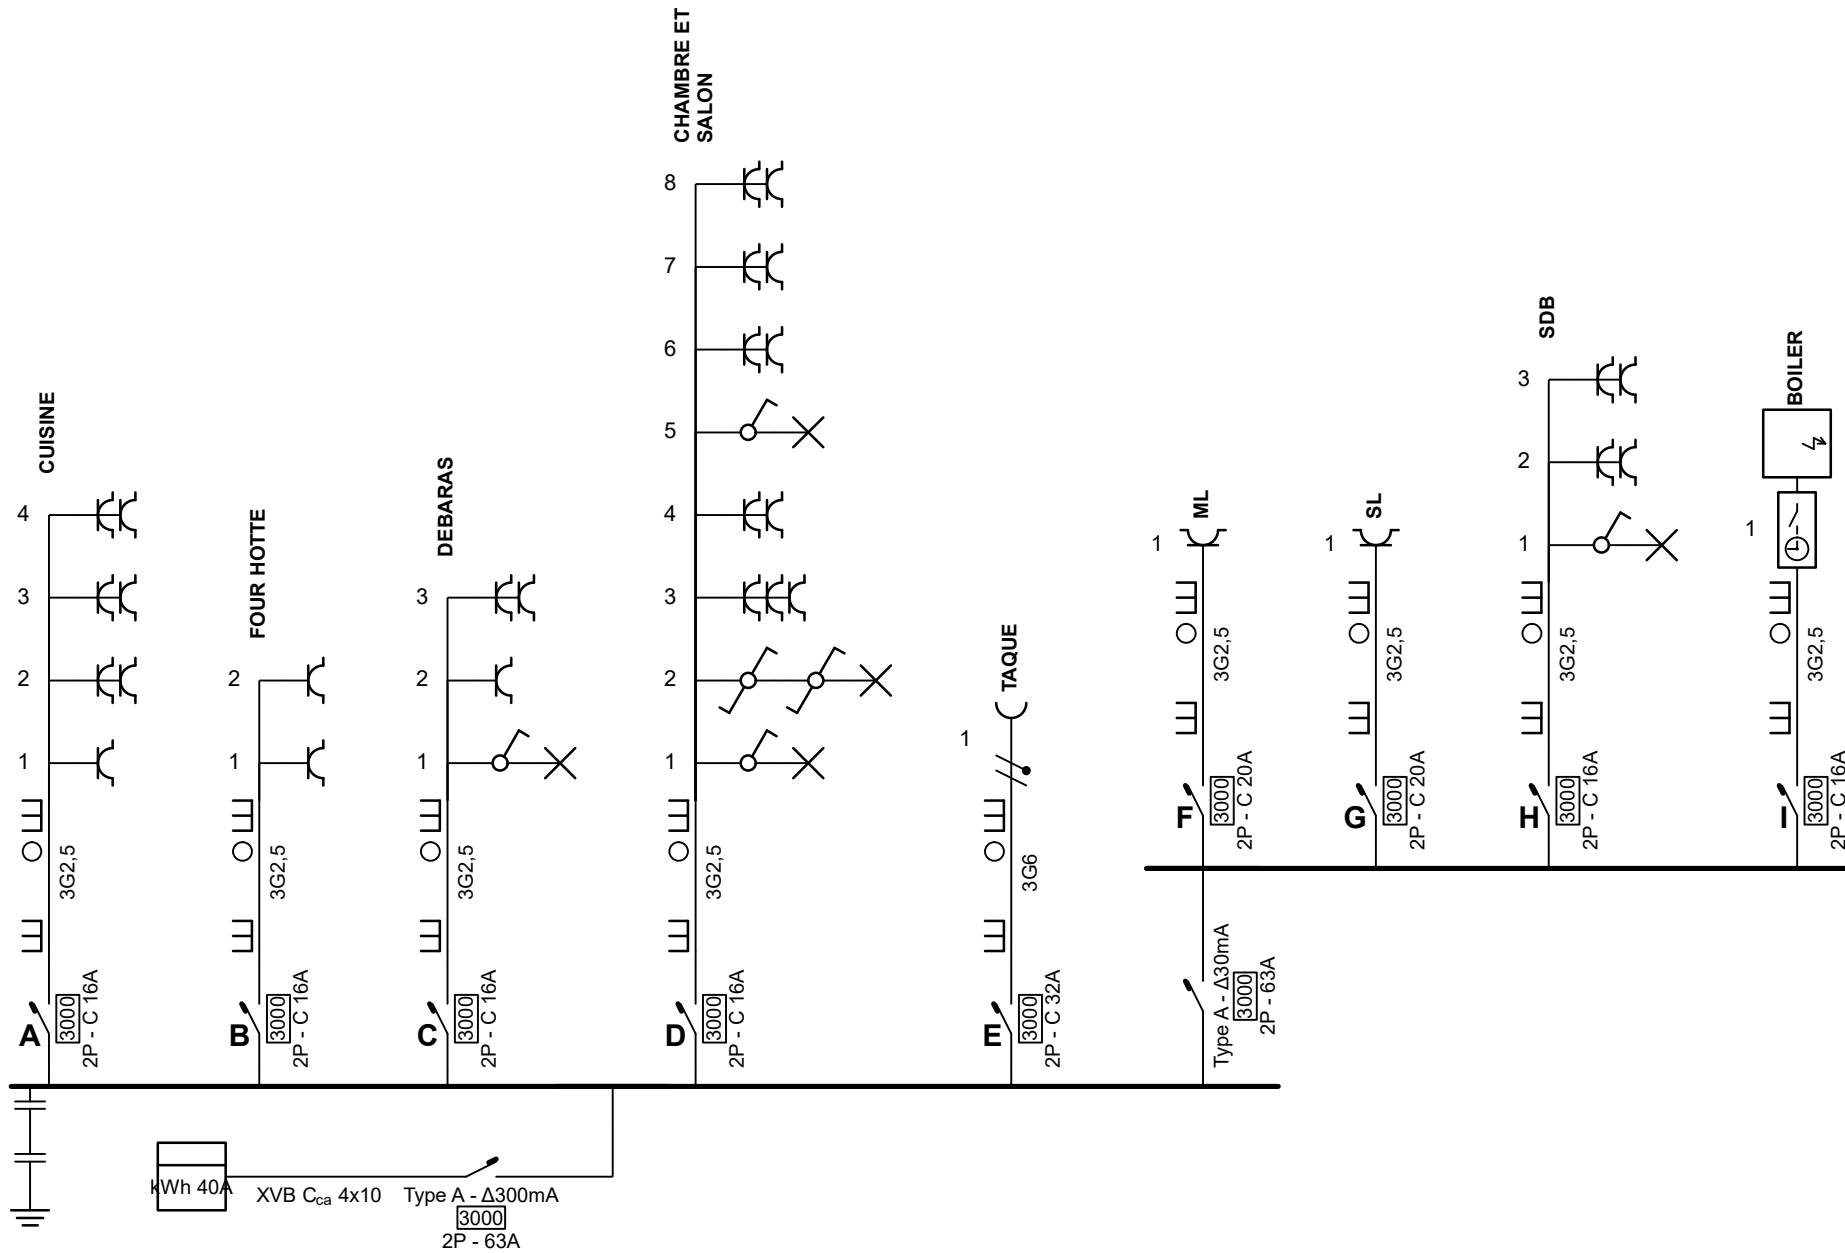 CHAMBRE ET
SALON
8
7
6
5
4
3
2
1
3G2,5
D
3000
2P - C 16A
CUISINE
4
3
2
1
3G2,5
A
3000
2P - C 16A
FOUR HOTTE
2
1
3G2,5
B
3000
2P - C 16A
DEBARAS
3
2
1
3G2,5
C
3000
2P - C 16A
TAQUE
1
3G6
E
3000
2P - C 32A
ML
1
3G2,5
F
3000
2P - C 20A
SL
1
3G2,5
G
3000
2P - C 20A
SDB
3
2
1
3G2,5
H
3000
2P - C 16A
BOILER
1
3G2,5
I
3000
2P - C 16A
Type A - Δ30mA
3000
2P - 63A
kWh 40A
XVB Cca 4x10
Type A - Δ300mA
3000
2P - 63A